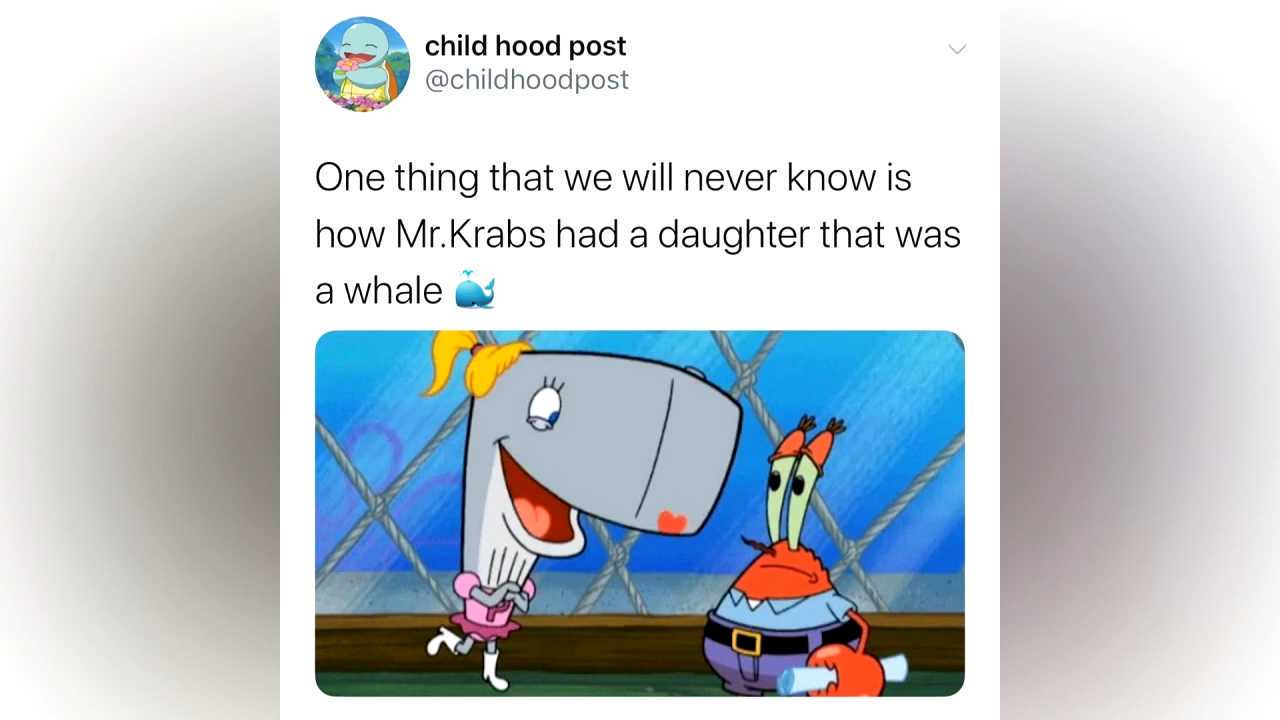 child hood post
@childhoodpost
One thing that we will never know is
how Mr.Krabs had a daughter that was
a whale 🐳